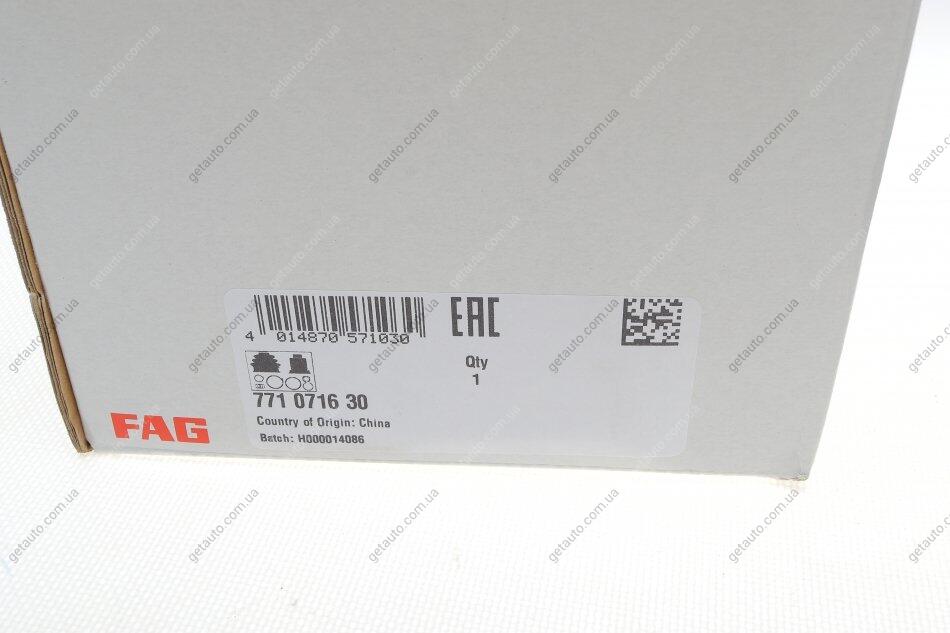 EAC
4 014870 571030
Qty
1
771 0716 30
Country of Origin: China
Batch: H000014086
FAG
getauto.com.ua